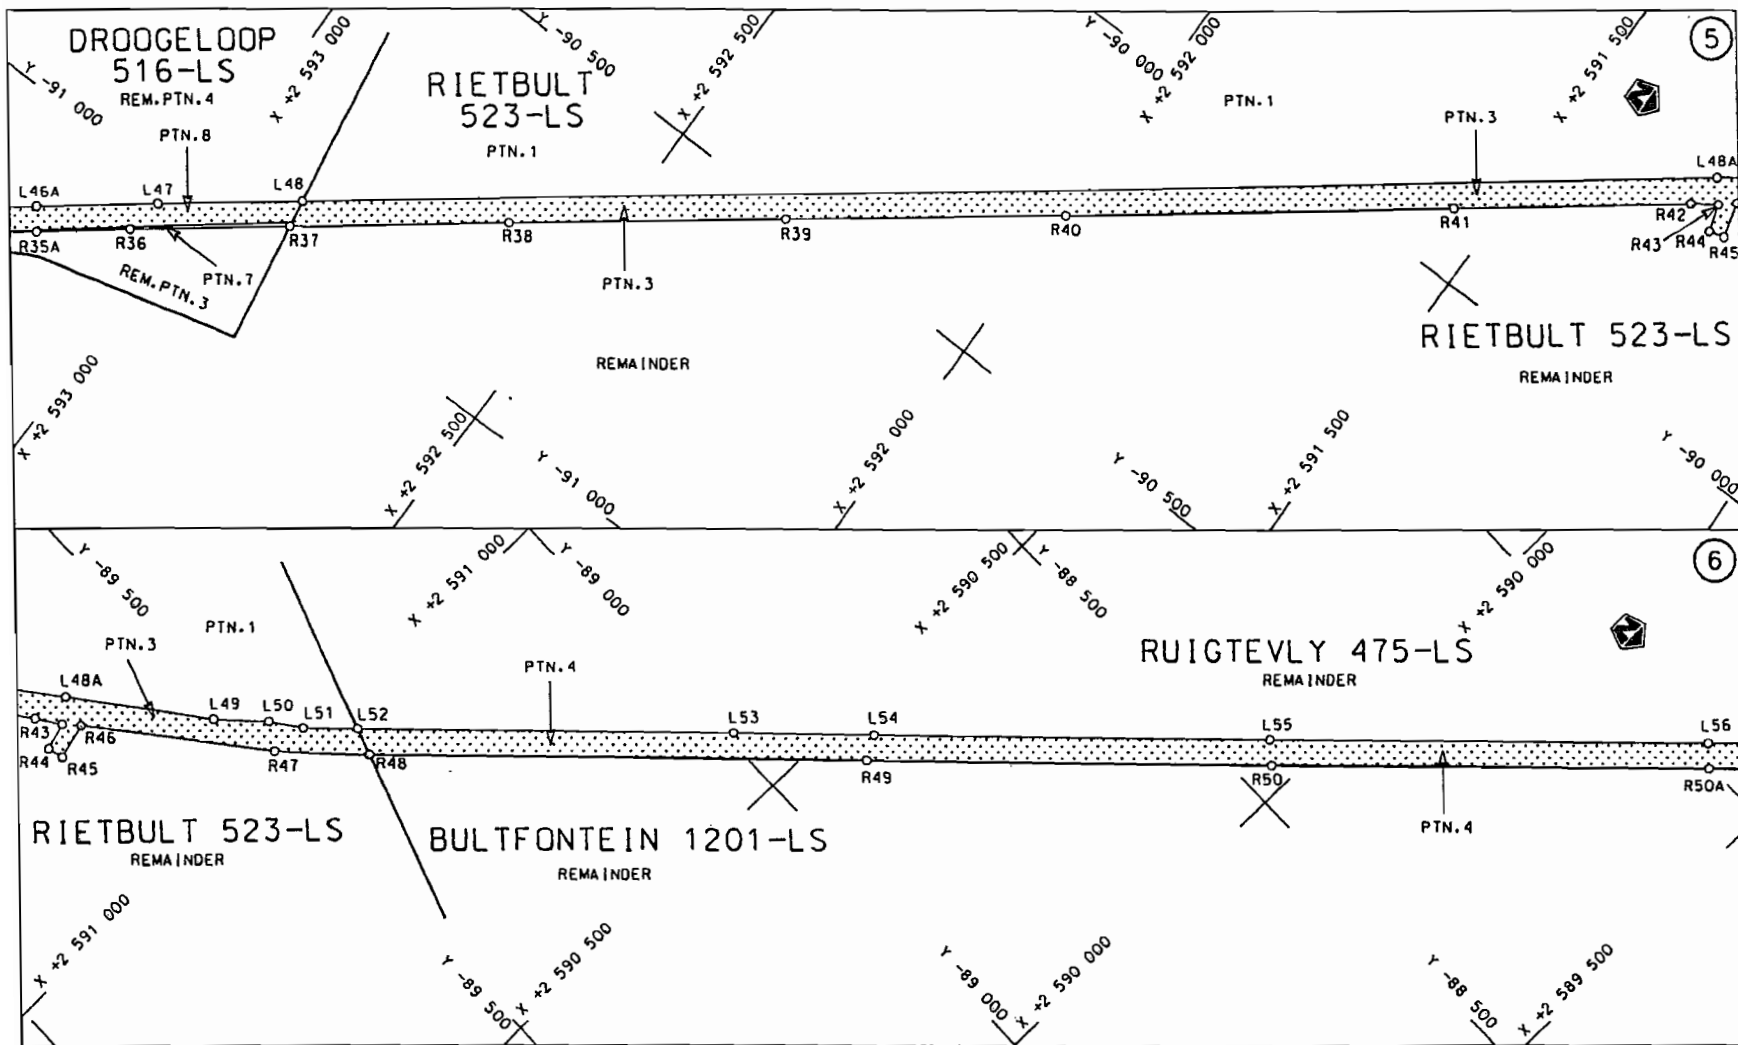 DROOGELOOP
516-LS
REM.PTN.4
Y -91 000
X +2 593 000
PTN.8
RIETBULT
523-LS
PTN.1
Y -90 500
X +2 592 500
Y -90 000
X +2 592 000
PTN.1
X +2 591 500
5
PTN.3
L46A
L47
L48
L48A
R35A
R36
R37
R38
R39
R40
R41
R42
R43
R44
R45
PTN.7
REM.PTN.3
PTN.3
REMAINDER
RIETBULT 523-LS
REMAINDER
X +2 593 000
X +2 592 500
Y -91 000
X +2 592 000
Y -90 500
X +2 591 500
Y -90 000
Y -89 500
X +2 591 000
Y -89 000
X +2 590 500
Y -88 500
X +2 590 000
6
PTN.1
PTN.3
PTN.4
RUIGTEVLY 475-LS
REMAINDER
L48A
L49
L50
L51
L52
L53
L54
L55
L56
R43
R44
R45
R46
R47
R48
R49
R50
R50A
PTN.4
RIETBULT 523-LS
REMAINDER
BULTFONTEIN 1201-LS
REMAINDER
X +2 591 000
Y -89 500
X +2 590 500
Y -89 000
X +2 590 000
Y -88 500
X +2 589 500